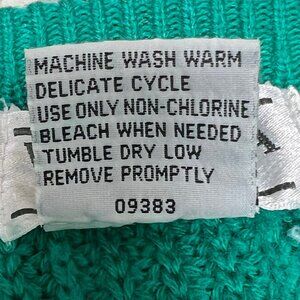 MACHINE WASH WARM
DELICATE CYCLE
USE ONLY NON-CHLORINE
BLEACH WHEN NEEDED
TUMBLE DRY LOW
REMOVE PROMPTLY
09383